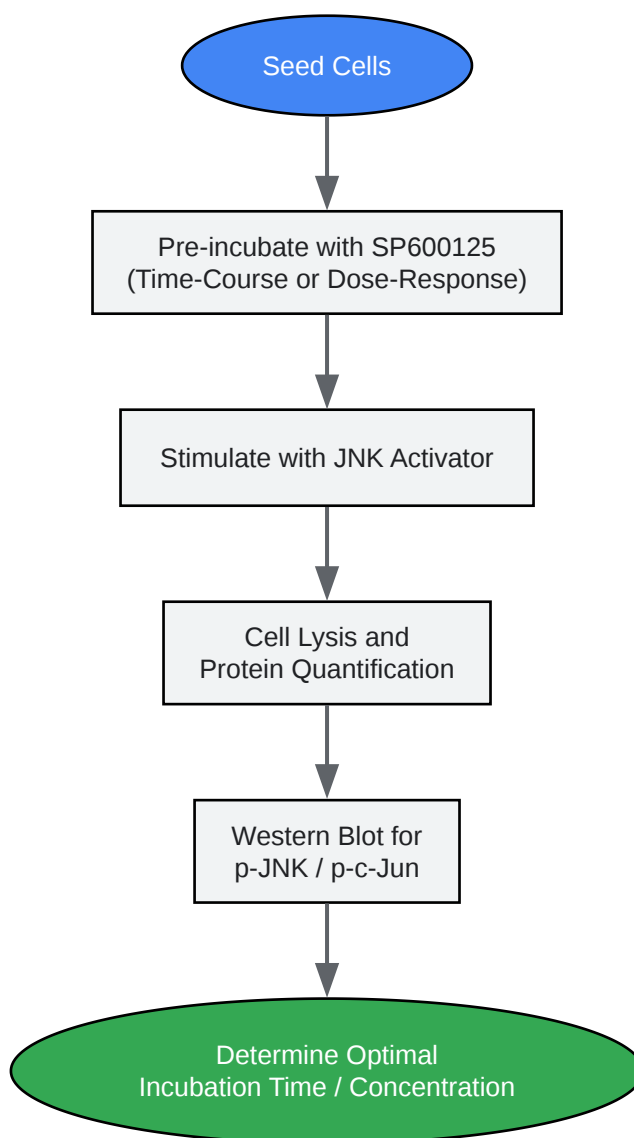 Seed Cells
Pre-incubate with SP600125
(Time-Course or Dose-Response)
Stimulate with JNK Activator
Cell Lysis and
Protein Quantification
Western Blot for
p-JNK / p-c-Jun
Determine Optimal
Incubation Time / Concentration